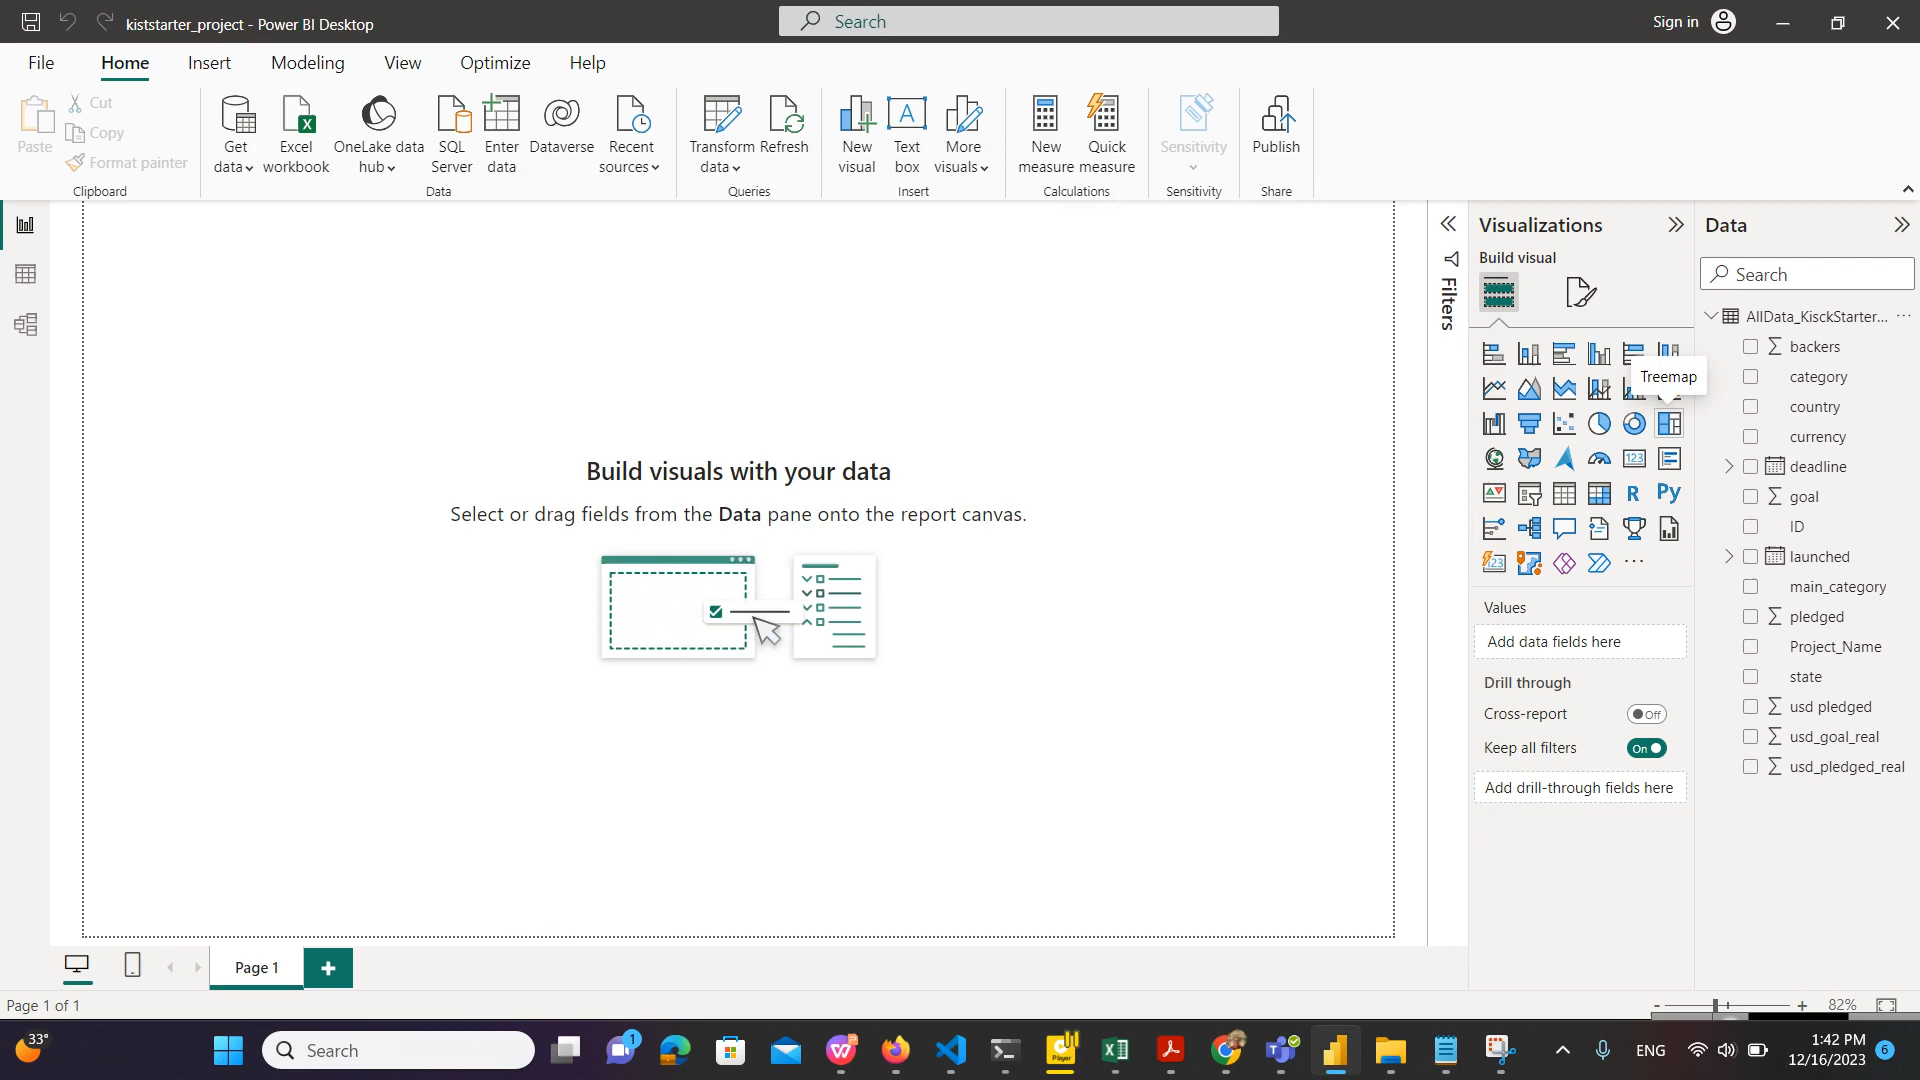 kiststarter_project - Power BI Desktop
Search
Sign in
File
Home
Insert
Modeling
View
Optimize
Help
Paste
Cut
Copy
Format painter
Clipboard
Get data
Excel workbook
OneLake data hub
SQL Server
Enter data
Dataverse
Recent sources
Data
Transform data
Refresh
Queries
New visual
Text box
More visuals
Insert
New measure
Quick measure
Calculations
Sensitivity
Sensitivity
Publish
Share
Build visuals with your data
Select or drag fields from the Data pane onto the report canvas.
Filters
Visualizations
Build visual
Treemap
123
R
Py
123
Values
Add data fields here
Drill through
Cross-report
Off
Keep all filters
On
Add drill-through fields here
Data
Search
AllData_KisckStarter...
backers
category
country
currency
deadline
goal
ID
launched
main_category
pledged
Project_Name
state
usd pledged
usd_goal_real
usd_pledged_real
Page 1
Page 1 of 1
82%
33°
Search
1
Player
ENG
1:42 PM
12/16/2023
6